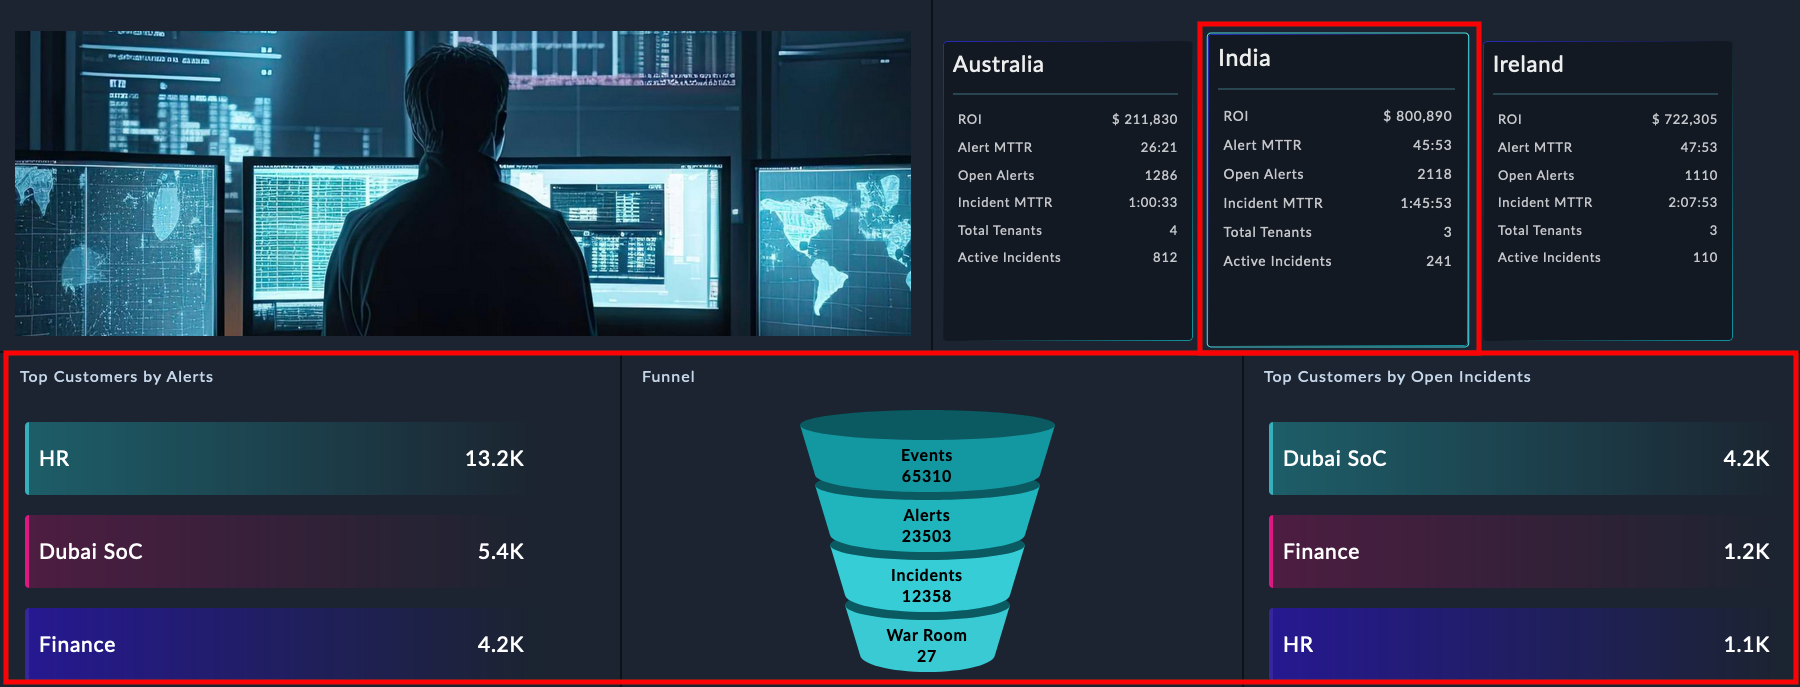 Australia
ROI $ 211,830
Alert MTTR 26:21
Open Alerts 1286
Incident MTTR 1:00:33
Total Tenants 4
Active Incidents 812
India
ROI $ 800,890
Alert MTTR 45:53
Open Alerts 2118
Incident MTTR 1:45:53
Total Tenants 3
Active Incidents 241
Ireland
ROI $ 722,305
Alert MTTR 47:53
Open Alerts 1110
Incident MTTR 2:07:53
Total Tenants 3
Active Incidents 110
Top Customers by Alerts
HR 13.2K
Dubai SoC 5.4K
Finance 4.2K
Funnel
Events
65310
Alerts
23503
Incidents
12358
War Room
27
Top Customers by Open Incidents
Dubai SoC 4.2K
Finance 1.2K
HR 1.1K